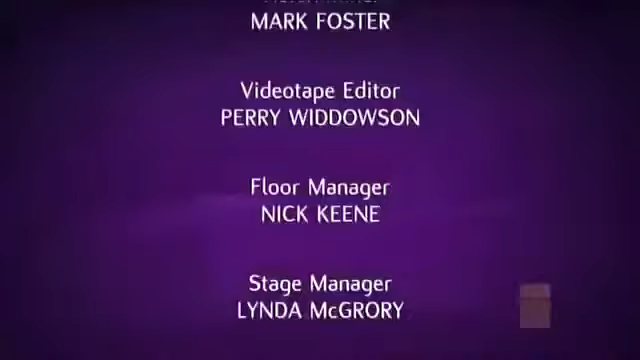 MARK FOSTER
Videotape Editor
PERRY WIDDOWSON
Floor Manager
NICK KEENE
Stage Manager
LYNDA McGRORY